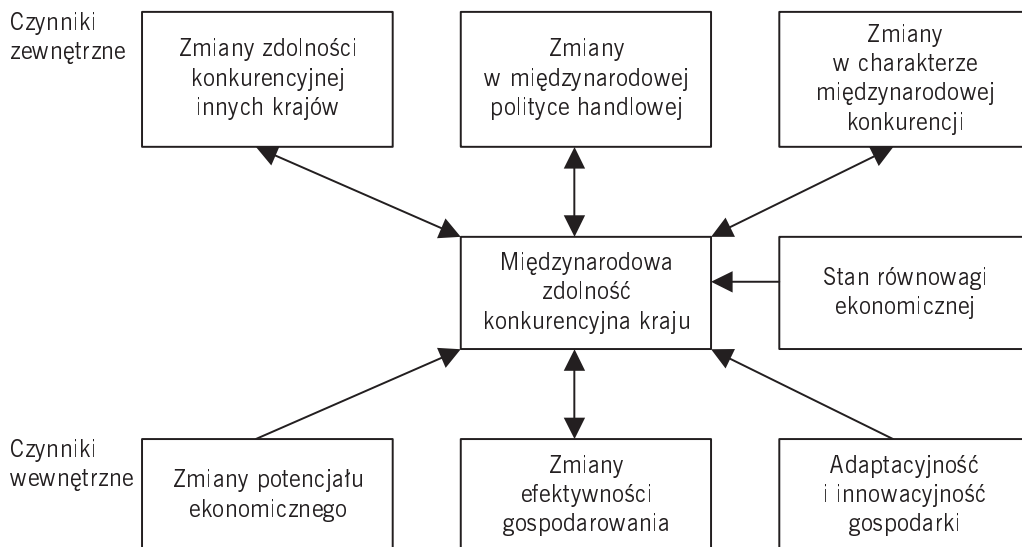 Czynniki
zewnętrzne
Zmiany zdolności
konkurencyjnej
innych krajów
Zmiany
w międzynarodowej
polityce handlowej
Zmiany
w charakterze
międzynarodowej
konkurencji
Międzynarodowa
zdolność
konkurencyjna kraju
Stan równowagi
ekonomicznej
Czynniki
wewnętrzne
Zmiany potencjału
ekonomicznego
Zmiany
efektywności
gospodarowania
Adaptacyjność
i innowacyjność
gospodarki